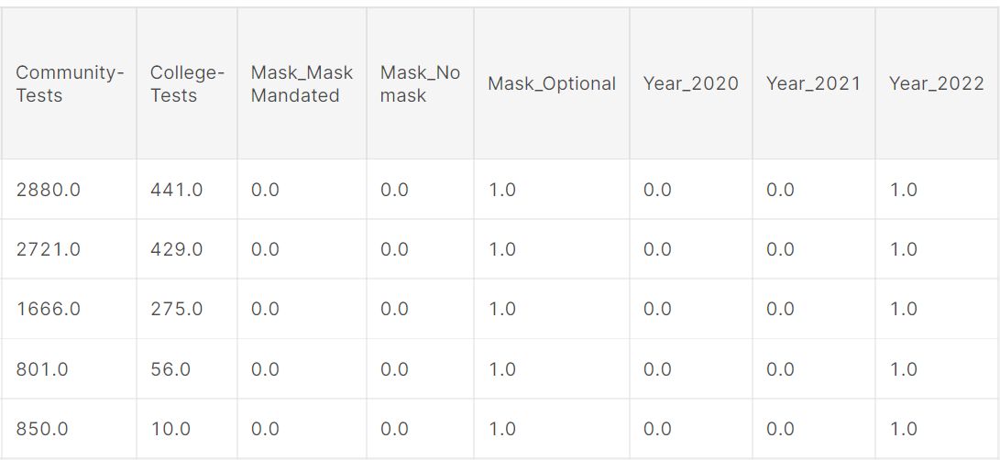 Community-Tests College-Tests Mask_Mask Mandated Mask_No mask Mask_Optional Year_2020 Year_2021 Year_2022
2880.0 441.0 0.0 0.0 1.0 0.0 0.0 1.0
2721.0 429.0 0.0 0.0 1.0 0.0 0.0 1.0
1666.0 275.0 0.0 0.0 1.0 0.0 0.0 1.0
801.0 56.0 0.0 0.0 1.0 0.0 0.0 1.0
850.0 10.0 0.0 0.0 1.0 0.0 0.0 1.0